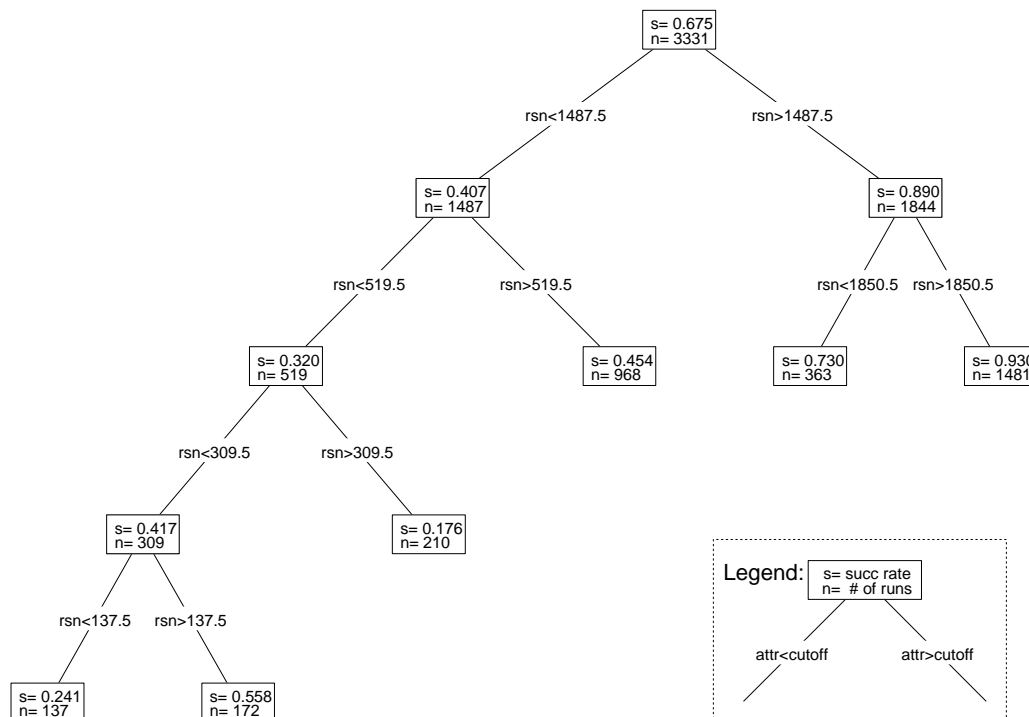 s= 0.675
n= 3331
rsn<1487.5
rsn>1487.5
s= 0.407
n= 1487
s= 0.890
n= 1844
rsn<519.5
rsn>519.5
rsn<1850.5
rsn>1850.5
s= 0.320
n= 519
s= 0.454
n= 968
s= 0.730
n= 363
s= 0.930
n= 1481
rsn<309.5
rsn>309.5
s= 0.417
n= 309
s= 0.176
n= 210
rsn<137.5
rsn>137.5
s= 0.241
n= 137
s= 0.558
n= 172
Legend:
s= succ rate
n= # of runs
attr<cutoff
attr>cutoff